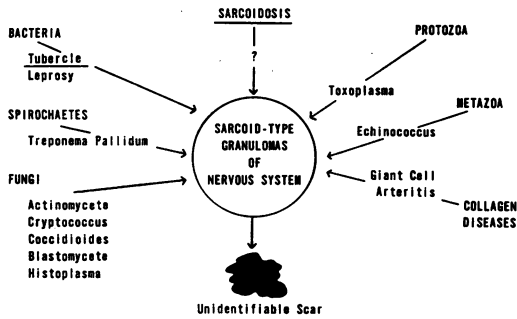 SARCOIDOSIS
?
BACTERIA
Tubercle
Leprosy
SPIROCHAETES
Treponema Pallidum
FUNGI
Actinomycete
Cryptococcus
Coccidioides
Blastomycete
Histoplasma
SARCOID-TYPE
GRANULOMAS
OF
NERVOUS SYSTEM
PROTOZOA
Toxoplasma
METAZOA
Echinococcus
Giant Cell
Arteritis
COLLAGEN
DISEASES
Unidentifiable Scar